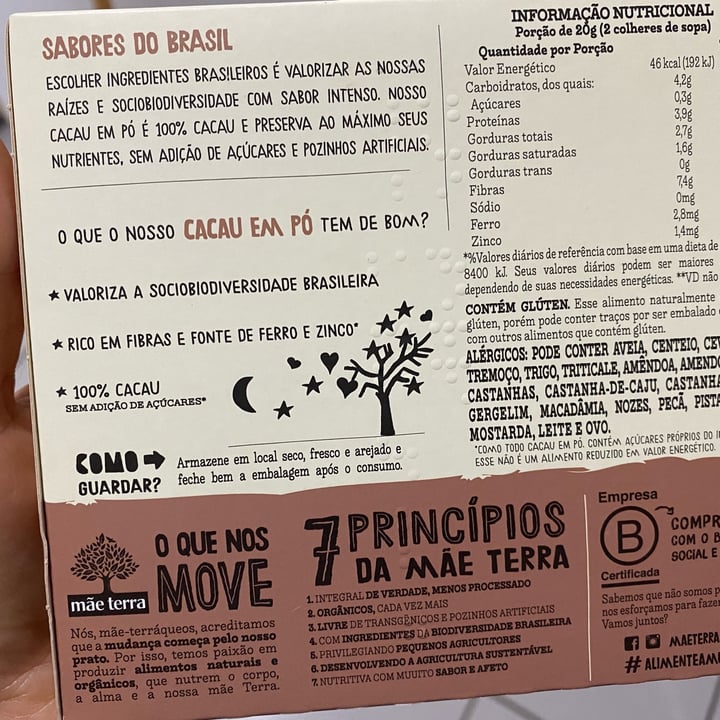 SABORES DO BRASIL
ESCOLHER INGREDIENTES BRASILEIROS É VALORIZAR AS NOSSAS
RAÍZES E SOCIOBIODIVERSIDADE COM SABOR INTENSO. NOSSO
CACAU EM PÓ É 100% CACAU E PRESERVA AO MÁXIMO SEUS
NUTRIENTES, SEM ADIÇÃO DE AÇÚCARES E POZINHOS ARTIFICIAIS.
O QUE O NOSSO CACAU EM PÓ TEM DE BOM?
VALORIZA A SOCIOBIODIVERSIDADE BRASILEIRA
RICO EM FIBRAS E FONTE DE FERRO E ZINCO*
100% CACAU
SEM ADIÇÃO DE AÇÚCARES*
COMO
GUARDAR?
Armazene em local seco, fresco e arejado e
feche bem a embalagem após o consumo.
INFORMAÇÃO NUTRICIONAL
Porção de 20g (2 colheres de sopa)
Quantidade por Porção
Valor Energético 46 kcal (192 kJ)
Carboidratos, dos quais: 4,2g
Açúcares 0,3g
Proteínas 3,9g
Gorduras totais 2,7g
Gorduras saturadas 1,6g
Gorduras trans 0g
Fibras 7,4g
Sódio 0mg
Ferro 2,8mg
Zinco 1,4mg
*%Valores diários de referência com base em uma dieta de
8400 kJ. Seus valores diários podem ser maiores
dependendo de suas necessidades energéticas. **VD não
CONTÉM GLÚTEN. Esse alimento naturalmente
glúten, porém pode conter traços por ser embalado
com outros alimentos que contém glúten.
ALÉRGICOS: PODE CONTER AVEIA, CENTEIO, CEV
TREMOÇO, TRIGO, TRITICALE, AMÊNDOA, AMENDO
CASTANHAS, CASTANHA-DE-CAJU, CASTANHA
GERGELIM, MACADÂMIA, NOZES, PECÃ, PISTA
MOSTARDA, LEITE E OVO.
*COMO TODO CACAU EM PÓ. CONTÉM AÇÚCARES PRÓPRIOS DO
ESSE NÃO É UM ALIMENTO REDUZIDO EM VALOR ENERGÉTICO.
mãe terra
O QUE NOS
MOVE
Nós, mãe-terráqueos, acreditamos
que a mudança começa pelo nosso
prato. Por isso, temos paixão em
produzir alimentos naturais e
orgânicos, que nutrem o corpo,
a alma e a nossa mãe Terra.
7 PRINCÍPIOS
DA MÃE TERRA
1. INTEGRAL DE VERDADE, MENOS PROCESSADO
2. ORGÂNICOS, CADA VEZ MAIS
3. LIVRE DE TRANSGÊNICOS E POZINHOS ARTIFICIAIS
4. COM INGREDIENTES DA BIODIVERSIDADE BRASILEIRA
5. PRIVILEGIANDO PEQUENOS AGRICULTORES
6. DESENVOLVENDO A AGRICULTURA SUSTENTÁVEL
7. NUTRITIVA COM MUUITO SABOR E AFETO
Empresa
B
Certificada
COMPR
COM O B
SOCIAL E
Sabemos que não somos p
nos esforçamos para fazer
Vamos juntos?
MAETERRA
#ALIMENTEAMU